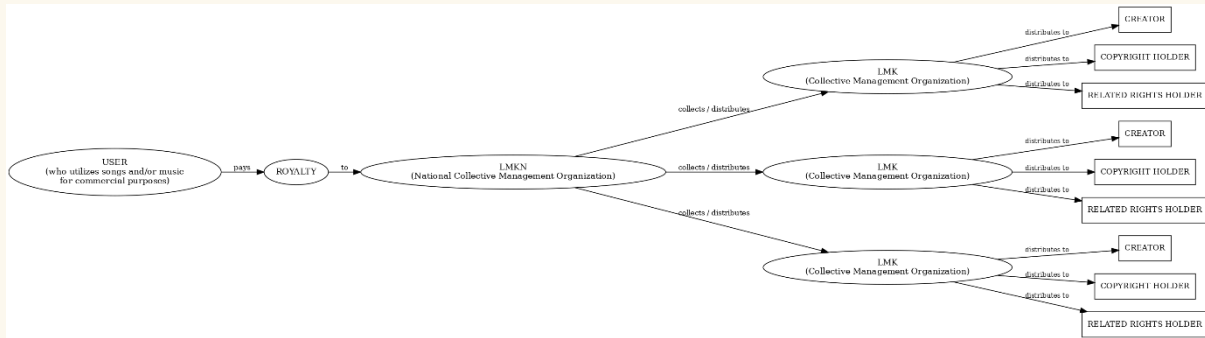 USER
(who utilizes songs and/or music
for commercial purposes)
pays
ROYALTY
to
LMKN
(National Collective Management Organization)
collects / distributes
LMK
(Collective Management Organization)
distributes to
CREATOR
distributes to
COPYRIGHT HOLDER
distributes to
RELATED RIGHTS HOLDER
collects / distributes
LMK
(Collective Management Organization)
distributes to
CREATOR
distributes to
COPYRIGHT HOLDER
distributes to
RELATED RIGHTS HOLDER
collects / distributes
LMK
(Collective Management Organization)
distributes to
CREATOR
distributes to
COPYRIGHT HOLDER
distributes to
RELATED RIGHTS HOLDER